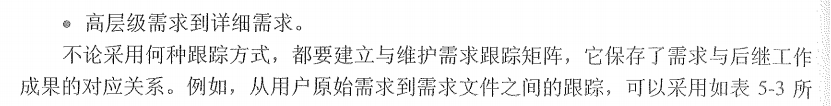 ● 高层级需求到详细需求。
不论采用何种跟踪方式，都要建立与维护需求跟踪矩阵，它保存了需求与后继工作
成果的对应关系。例如，从用户原始需求到需求文件之间的跟踪，可以采用如表 5-3 所